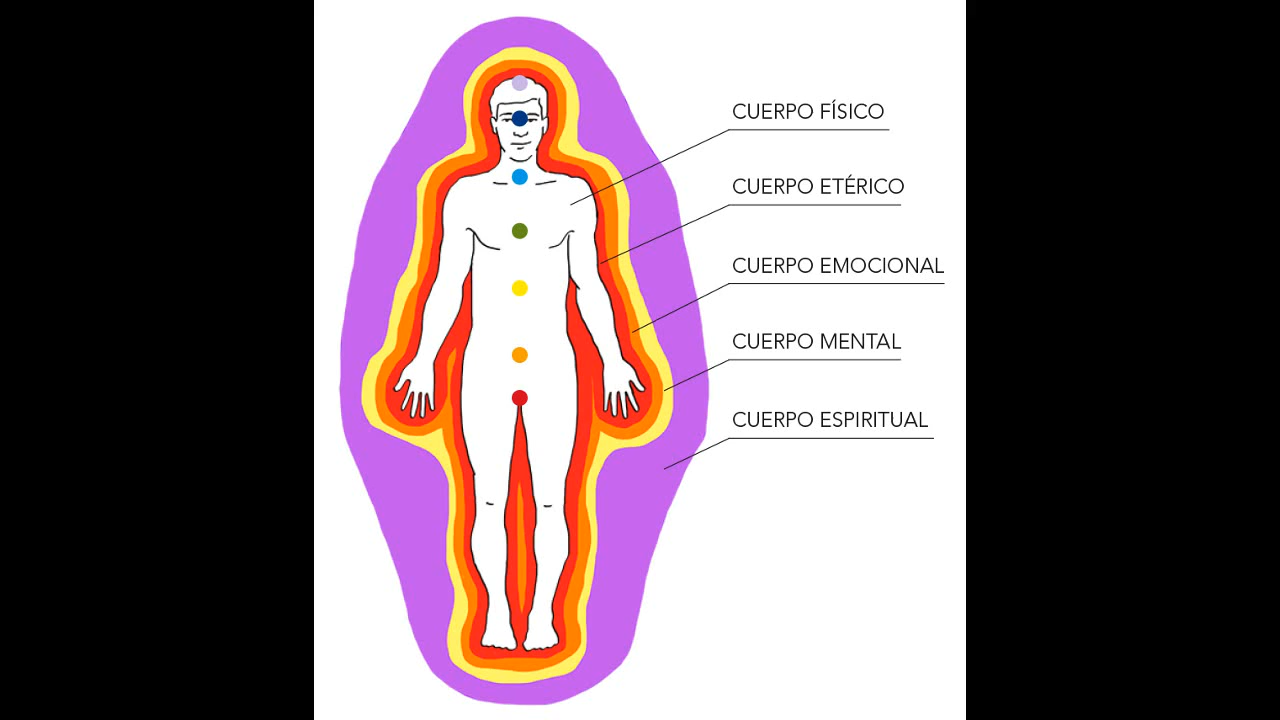 CUERPO FÍSICO
CUERPO ETÉRICO
CUERPO EMOCIONAL
CUERPO MENTAL
CUERPO ESPIRITUAL